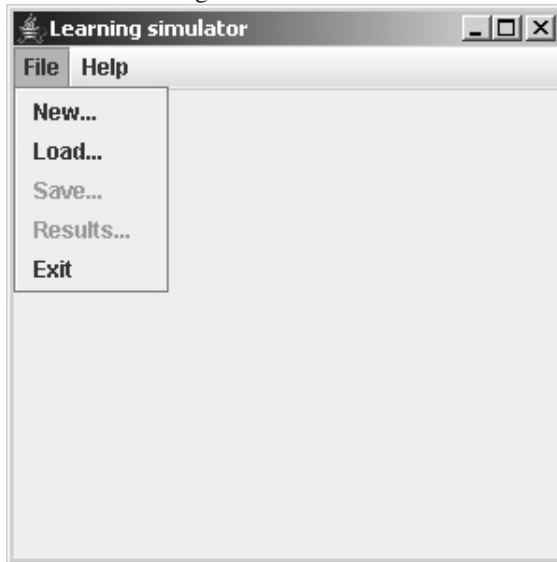 Learning simulator
File Help
New...
Load...
Save...
Results...
Exit